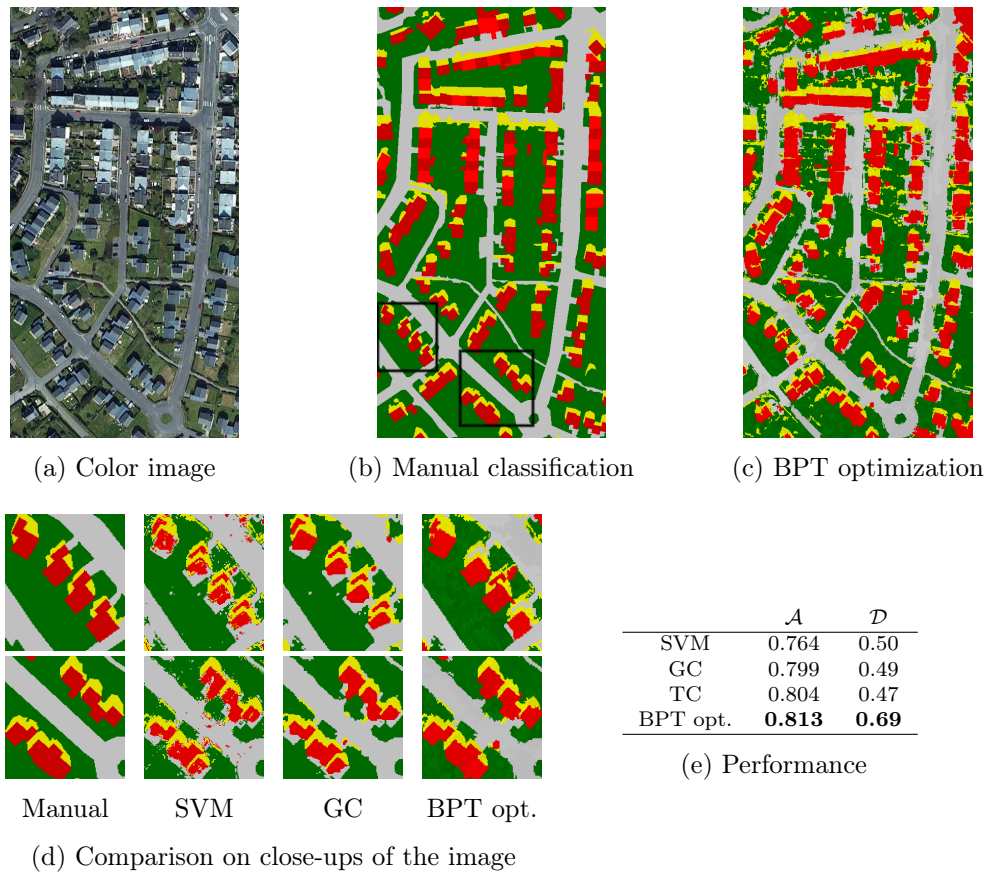 (a) Color image
(b) Manual classification
(c) BPT optimization
Manual
SVM
GC
BPT opt.
(d) Comparison on close-ups of the image
𝒜 𝒟
SVM 0.764 0.50
GC 0.799 0.49
TC 0.804 0.47
BPT opt. 0.813 0.69
(e) Performance